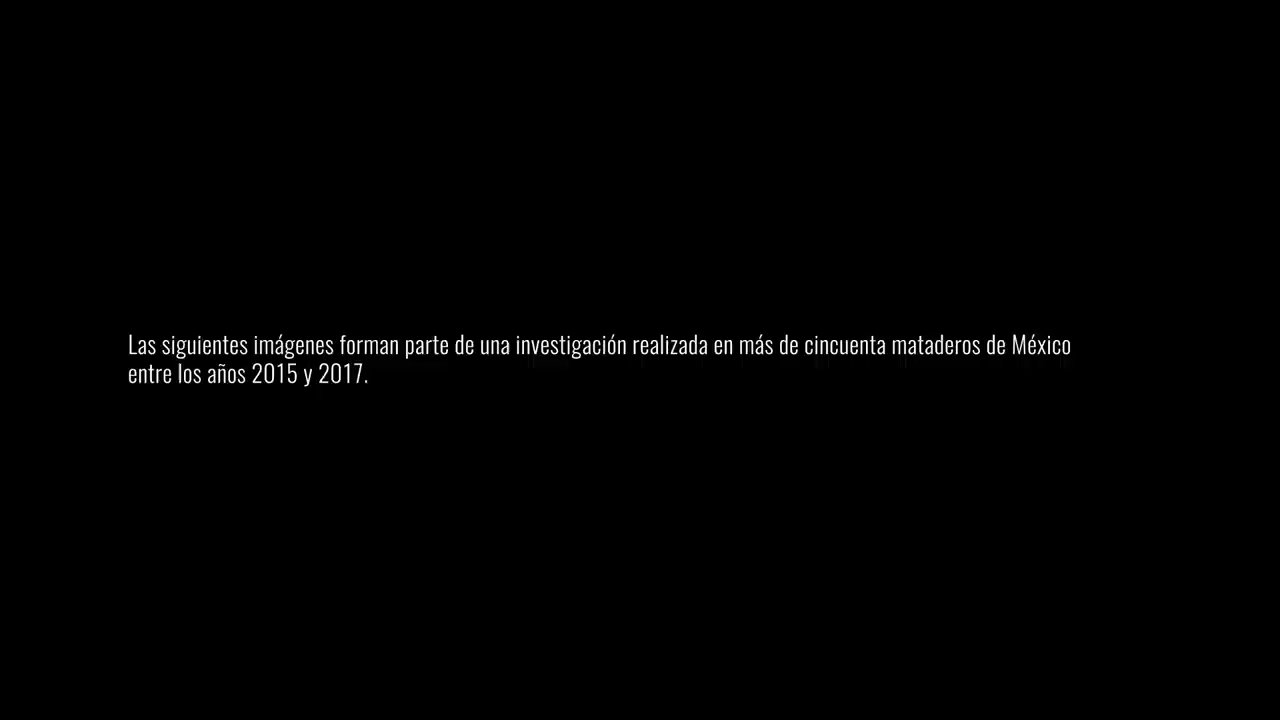 Las siguientes imágenes forman parte de una investigación realizada en más de cincuenta mataderos de México
entre los años 2015 y 2017.